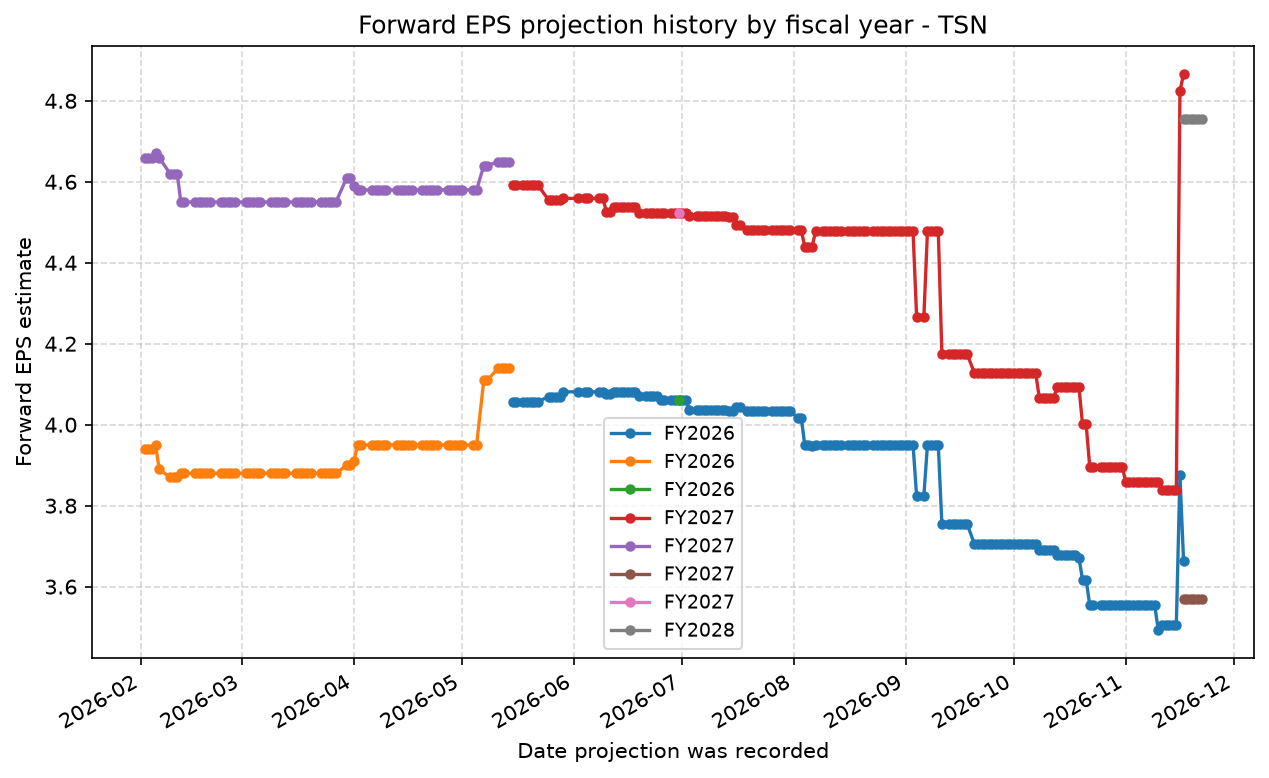 Forward EPS projection history by fiscal year - TSN
Forward EPS estimate
4.8
4.6
4.4
4.2
4.0
3.8
3.6
FY2026
FY2026
FY2026
FY2027
FY2027
FY2027
FY2027
FY2028
2026-02
2026-03
2026-04
2026-05
2026-06
2026-07
2026-08
2026-09
2026-10
2026-11
2026-12
Date projection was recorded